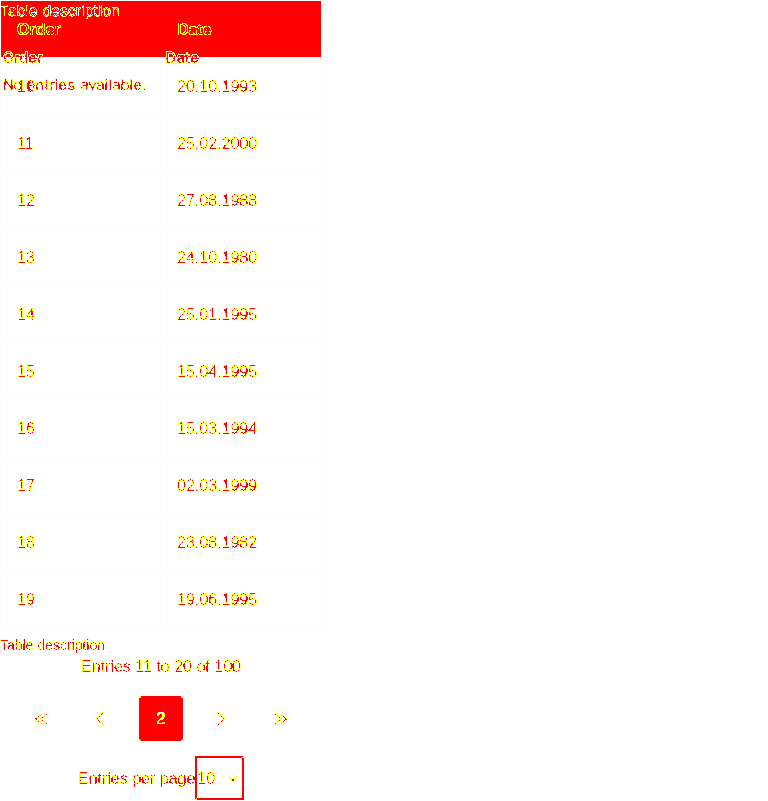 Table description
Order Date
Order Date
No entries available.
10 20.10.1993
11 25.02.2000
12 27.08.1988
13 24.10.1980
14 25.01.1995
15 15.04.1995
16 15.03.1994
17 02.03.1999
18 23.08.1982
19 19.06.1995
Table description
Entries 11 to 20 of 100
« ‹ 2 › »
Entries per page 10